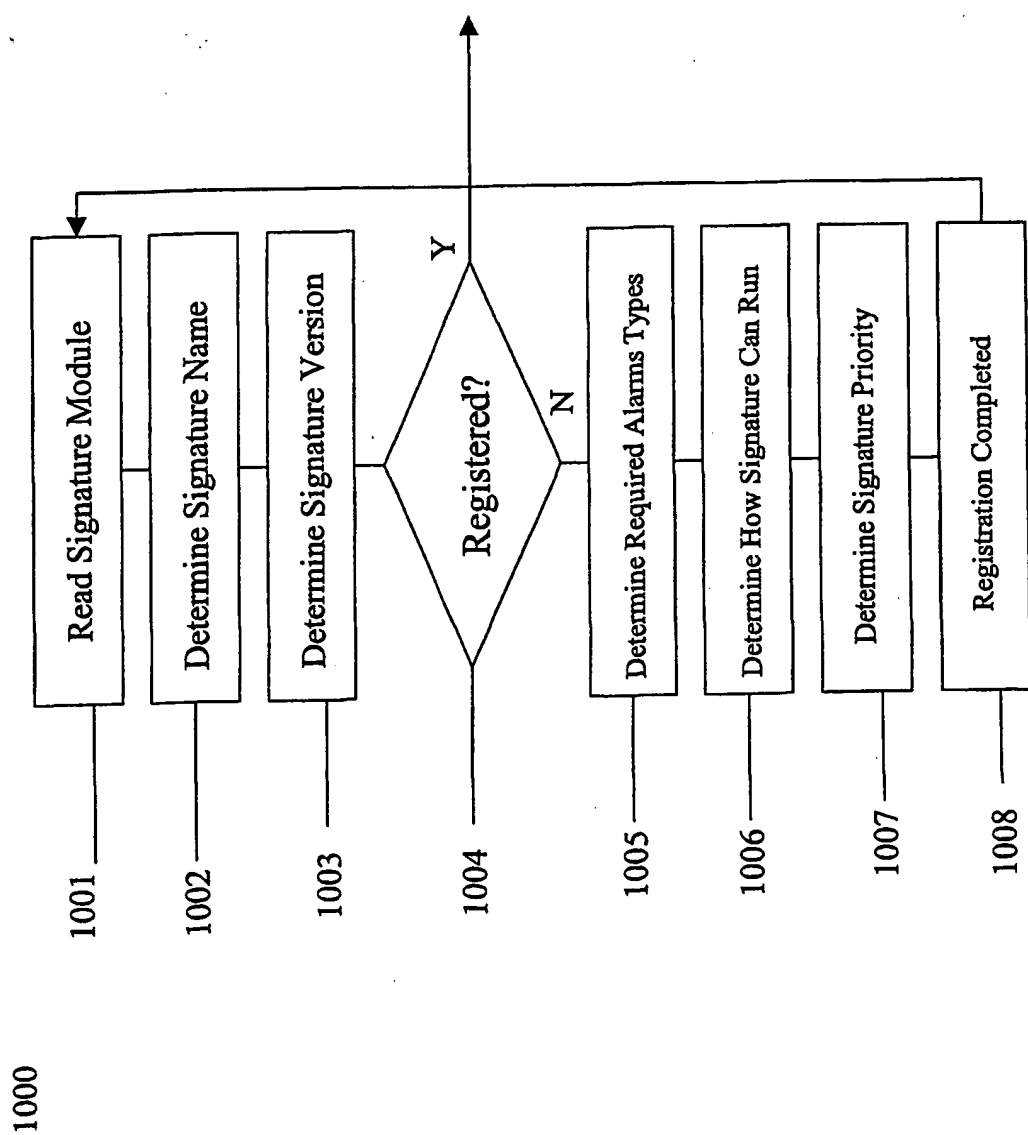 1000
1001
Read Signature Module
1002
Determine Signature Name
1003
Determine Signature Version
1004
Registered?
Y
N
1005
Determine Required Alarms Types
1006
Determine How Signature Can Run
1007
Determine Signature Priority
1008
Registration Completed